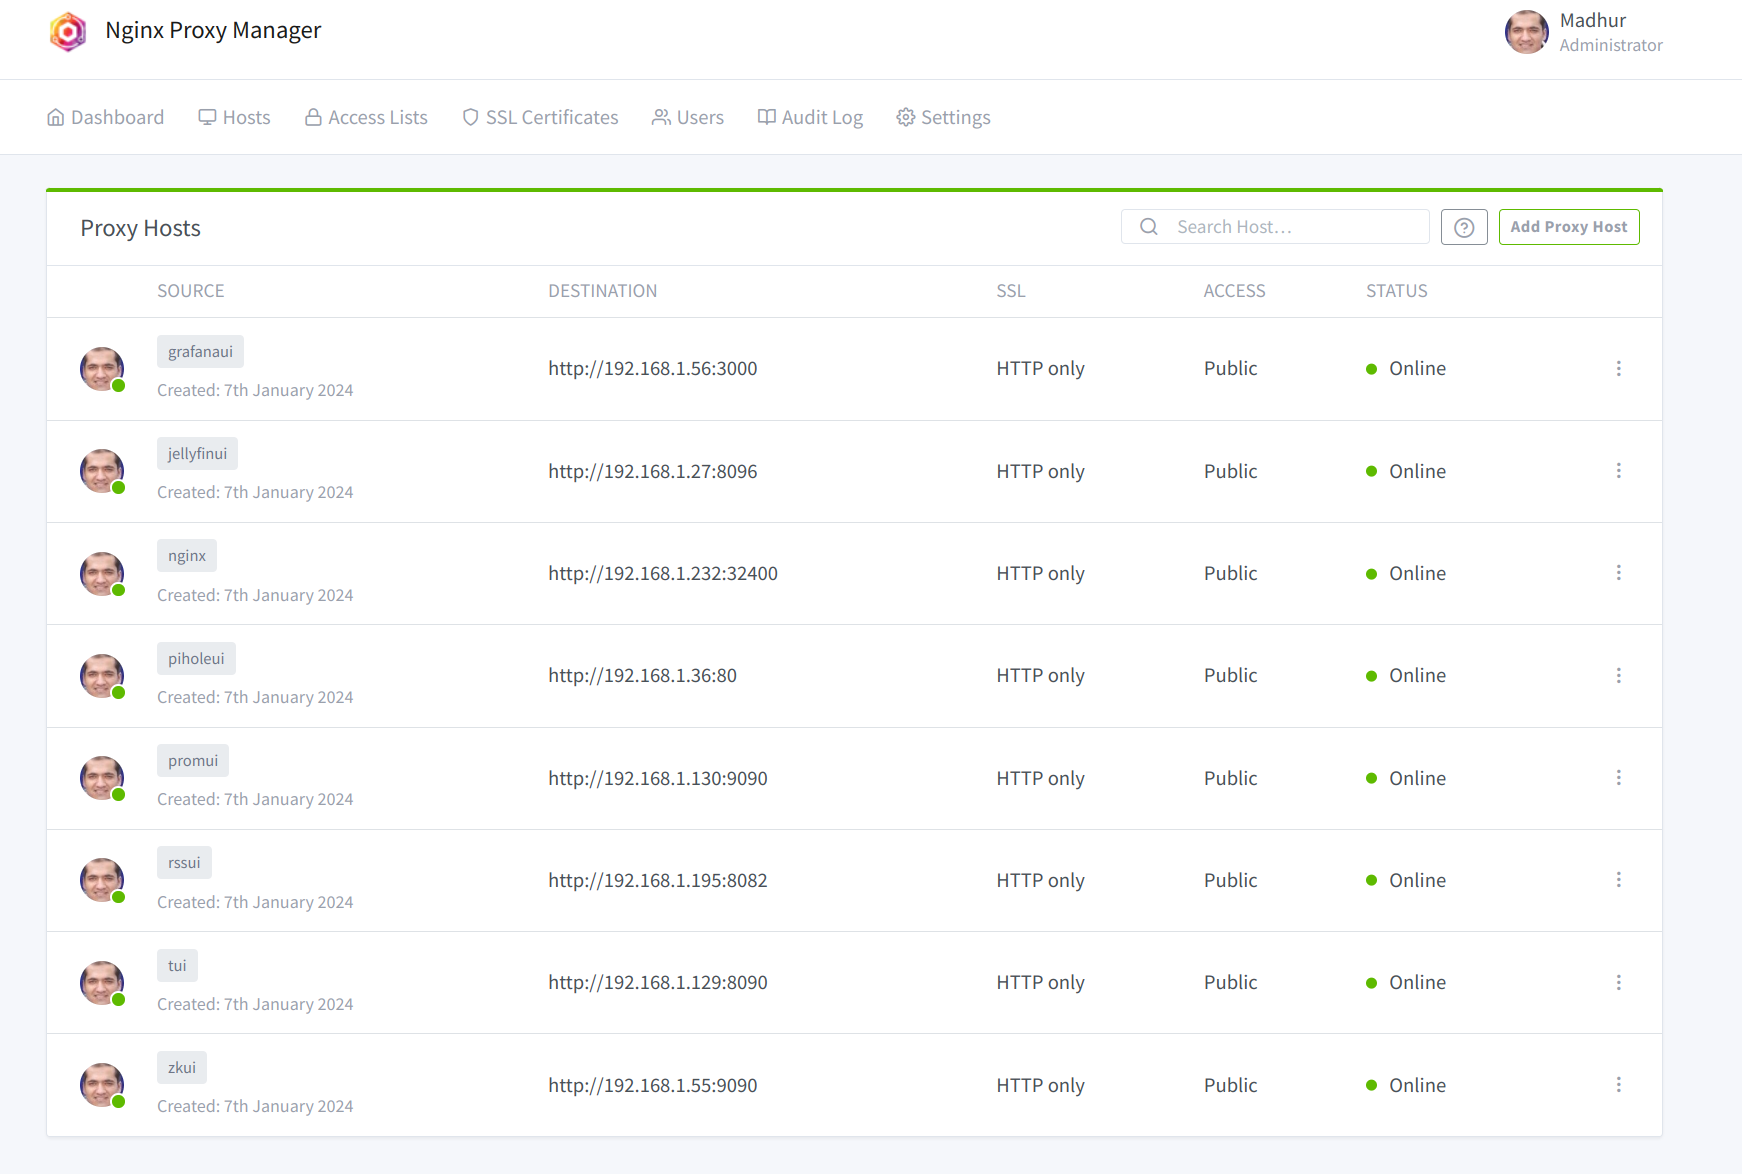 Nginx Proxy Manager
Madhur
Administrator
Dashboard Hosts Access Lists SSL Certificates Users Audit Log Settings
Proxy Hosts Search Host… Add Proxy Host
SOURCE DESTINATION SSL ACCESS STATUS
grafanaui
http://192.168.1.56:3000 HTTP only Public Online
Created: 7th January 2024
jellyfinui
http://192.168.1.27:8096 HTTP only Public Online
Created: 7th January 2024
nginx
http://192.168.1.232:32400 HTTP only Public Online
Created: 7th January 2024
piholeui
http://192.168.1.36:80 HTTP only Public Online
Created: 7th January 2024
promui
http://192.168.1.130:9090 HTTP only Public Online
Created: 7th January 2024
rssui
http://192.168.1.195:8082 HTTP only Public Online
Created: 7th January 2024
tui
http://192.168.1.129:8090 HTTP only Public Online
Created: 7th January 2024
zkui
http://192.168.1.55:9090 HTTP only Public Online
Created: 7th January 2024